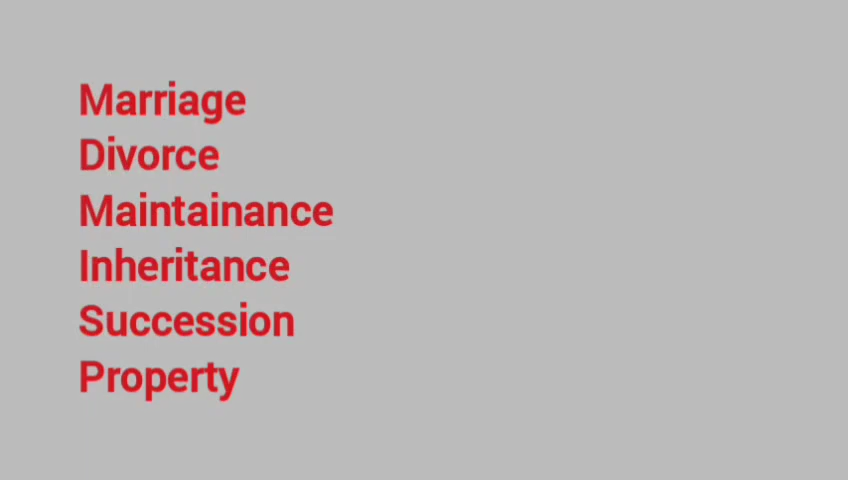 Marriage
Divorce
Maintainance
Inheritance
Succession
Property